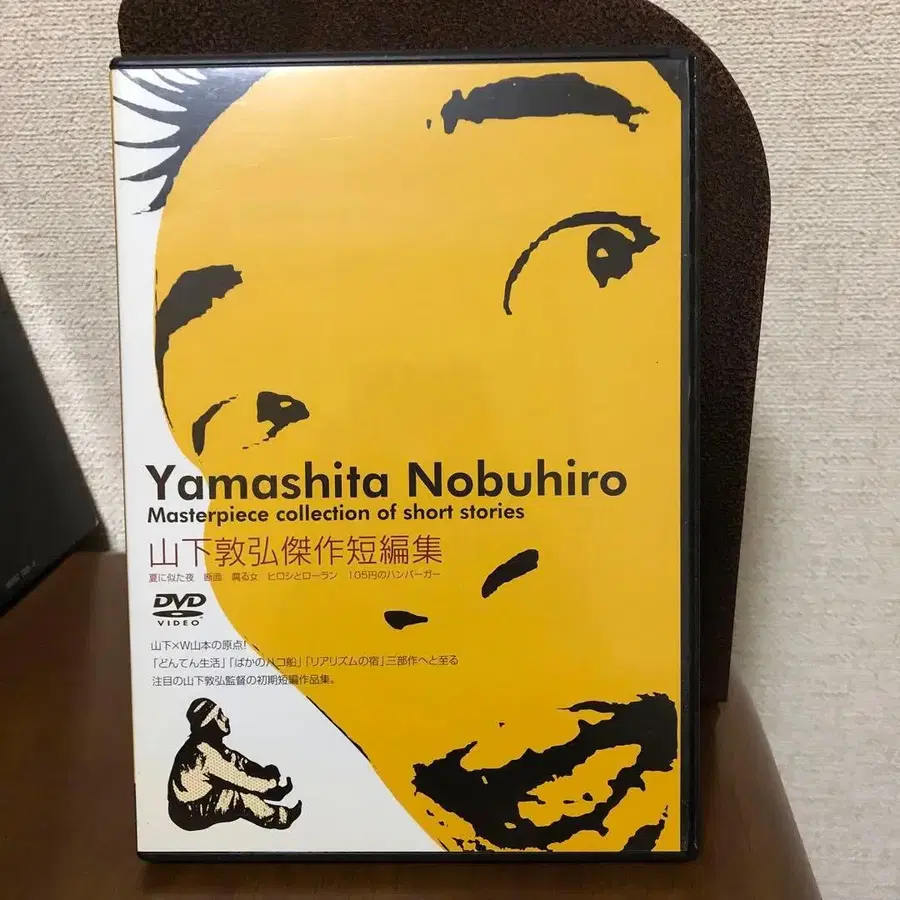 Yamashita Nobuhiro
Masterpiece collection of short stories
山下敦弘傑作短編集
夏に似た夜 断面 腐る女 ヒロシとローラン 105円のハンバーガー
DVD
VIDEO
山下×W山本の原点!
「どんてん生活」「ばかのハコ船」「リアリズムの宿」三部作へと至る
注目の山下敦弘監督の初期短編作品集。